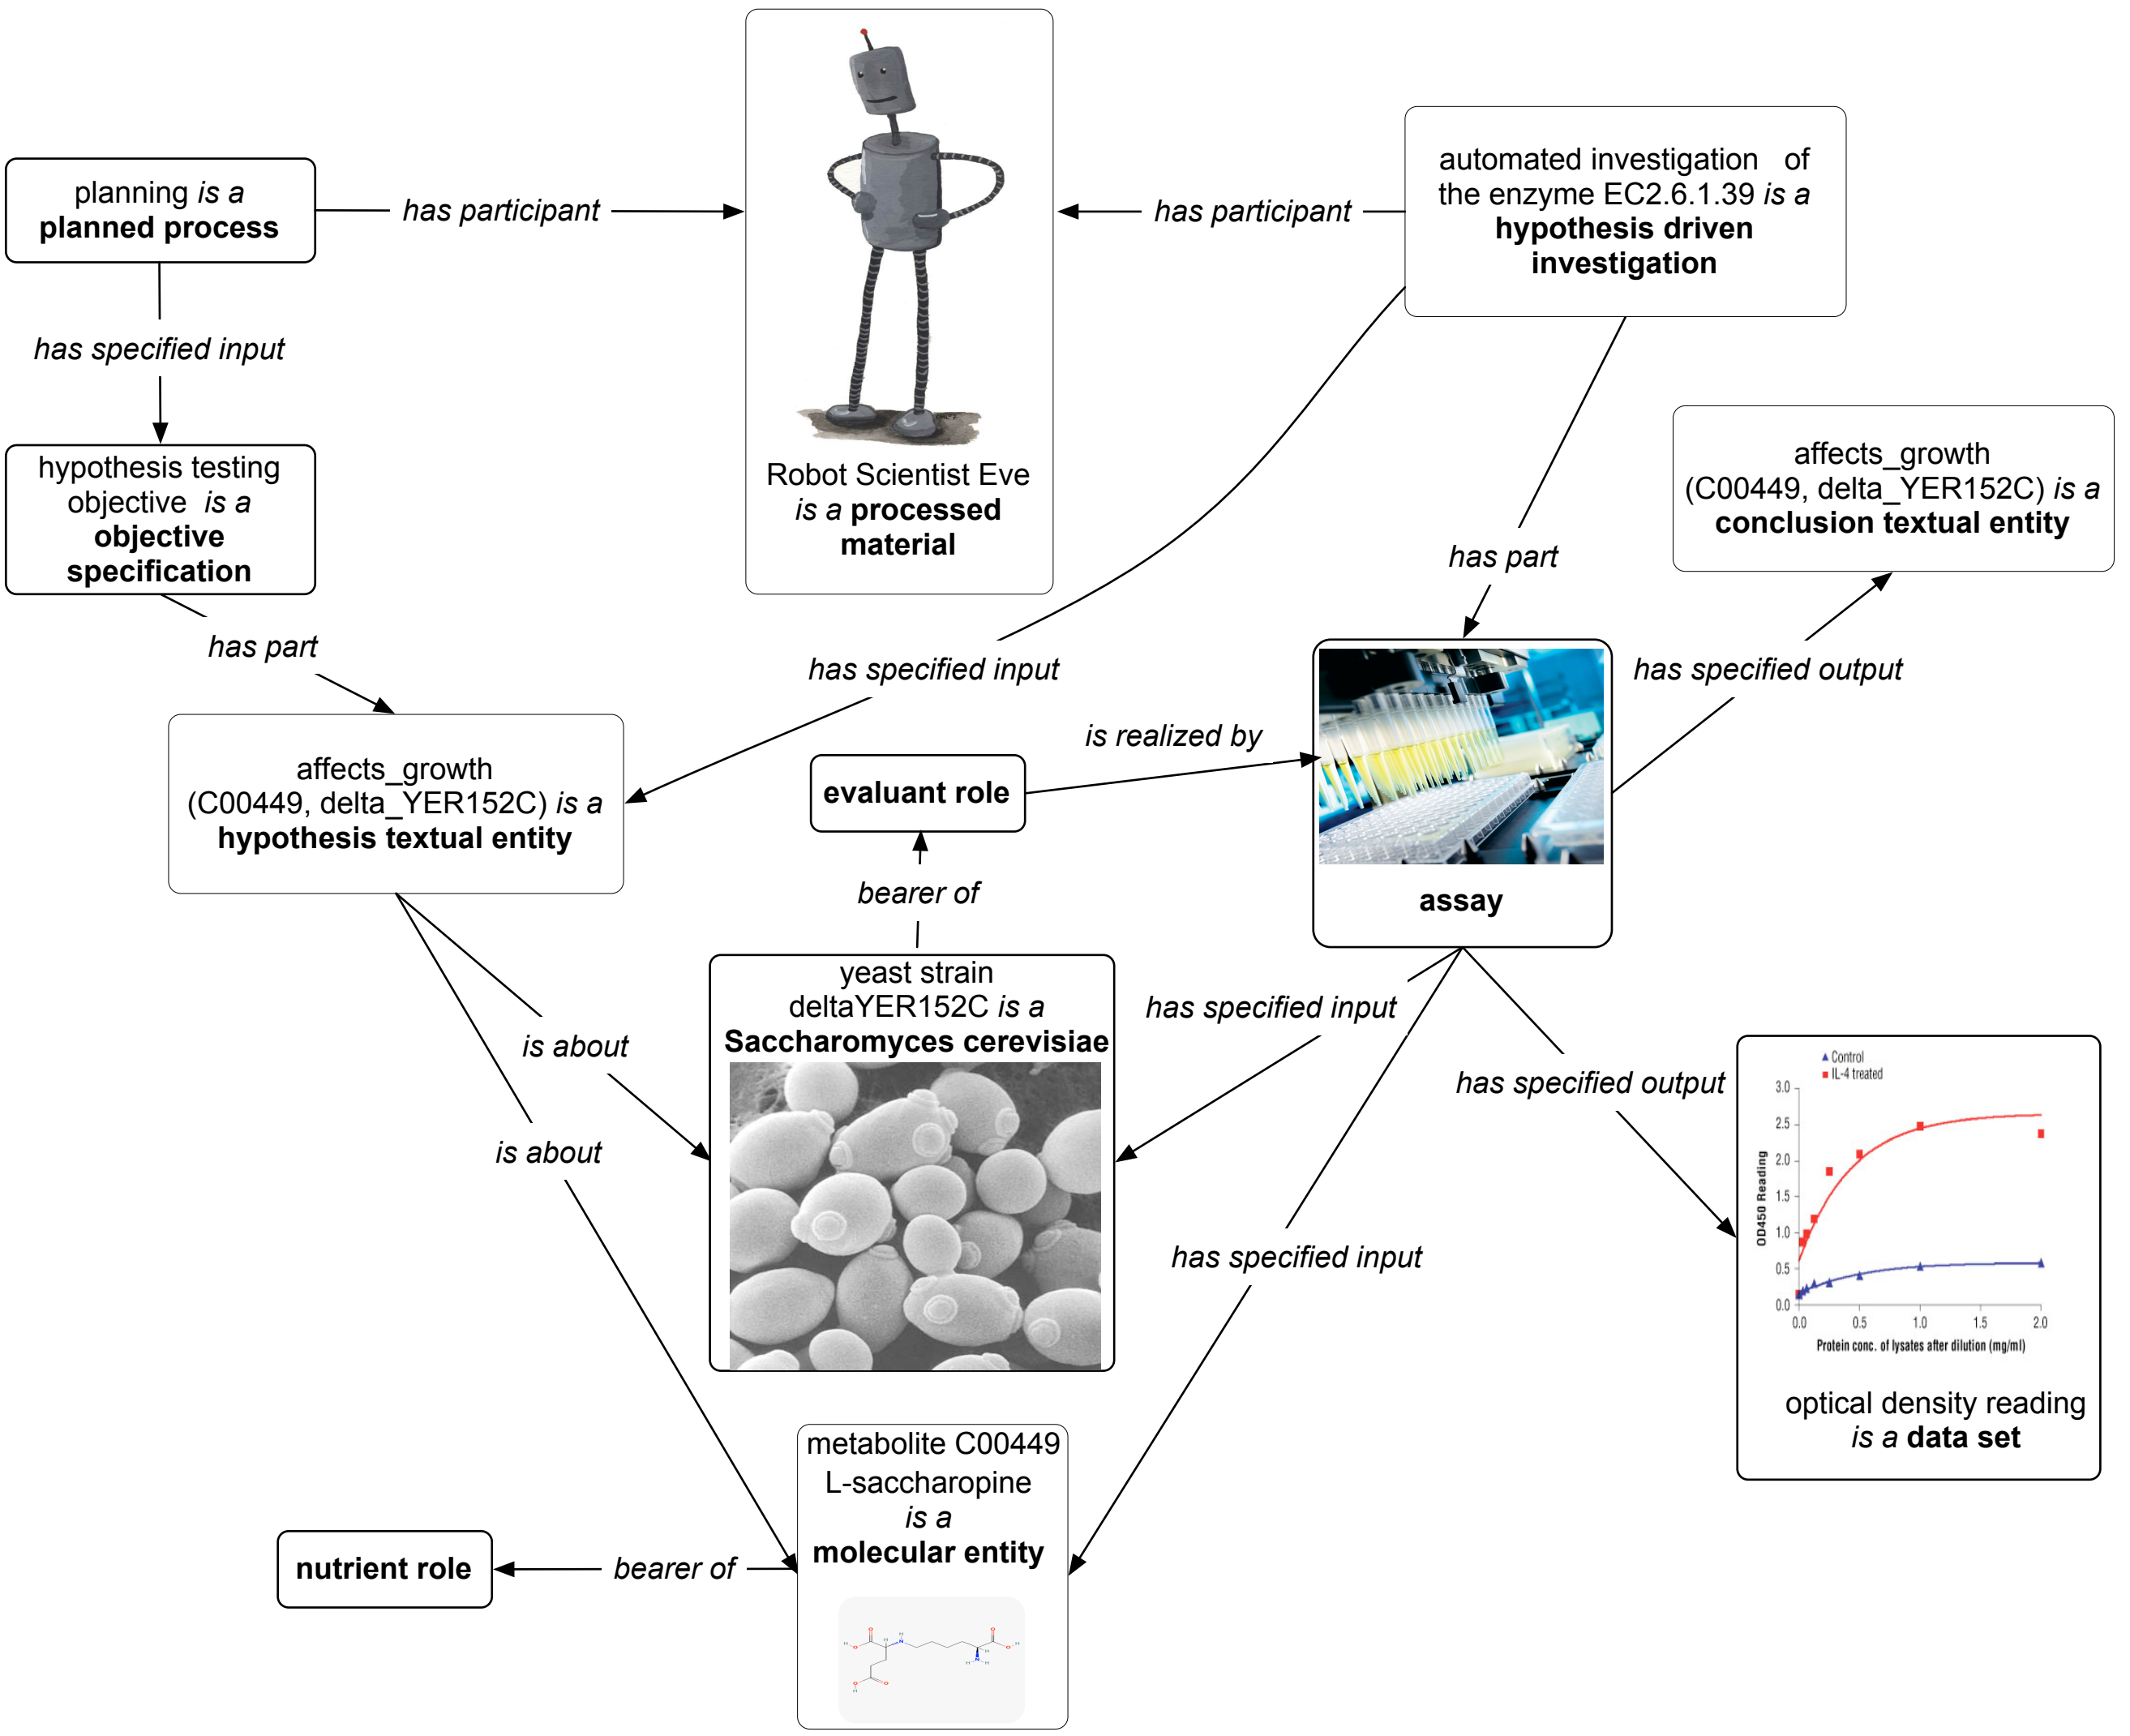 planning is a
planned process
has participant
Robot Scientist Eve
is a processed
material
has participant
automated investigation of
the enzyme EC2.6.1.39 is a
hypothesis driven
investigation
has specified input
hypothesis testing
objective is a
objective
specification
has part
has specified input
has part
affects_growth
(C00449, delta_YER152C) is a
conclusion textual entity
has specified output
affects_growth
(C00449, delta_YER152C) is a
hypothesis textual entity
evaluant role
is realized by
assay
bearer of
yeast strain
deltaYER152C is a
Saccharomyces cerevisiae
is about
is about
has specified input
has specified input
has specified output
Control
IL-4 treated
OD450 Reading
3.0
2.5
2.0
1.5
1.0
0.5
0.0
0.0 0.5 1.0 1.5 2.0
Protein conc. of lysates after dilution (mg/ml)
optical density reading
is a data set
metabolite C00449
L-saccharopine
is a
molecular entity
bearer of
nutrient role